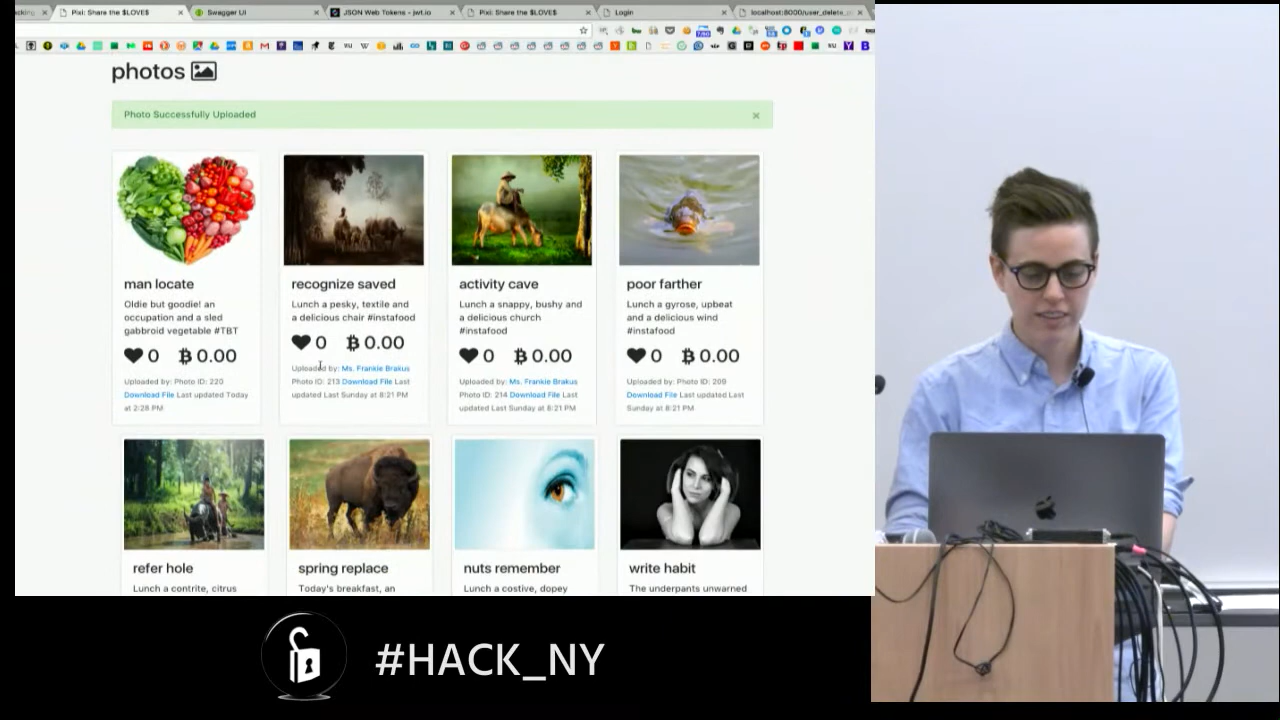 Pixi: Share the $LOVE$
Swagger UI
JSON Web Tokens - jwt.io
Pixi: Share the $LOVE$
Login
localhost:8000/user_delete_
photos
Photo Successfully Uploaded
×
man locate
Oldie but goodie! an
occupation and a sled
gabbroid vegetable #TBT
0 0.00
Uploaded by: Photo ID: 220
Download File Last updated Today
at 2:28 PM
recognize saved
Lunch a pesky, textile and
a delicious chair #instafood
0 0.00
Uploaded by: Ms. Frankie Brakus
Photo ID: 213 Download File Last
updated Last Sunday at 8:21 PM
activity cave
Lunch a snappy, bushy and
a delicious church
#instafood
0 0.00
Uploaded by: Ms. Frankie Brakus
Photo ID: 214 Download File Last
updated Last Sunday at 8:21 PM
poor farther
Lunch a gyrose, upbeat
and a delicious wind
#instafood
0 0.00
Uploaded by: Photo ID: 209
Download File Last updated Last
Sunday at 8:21 PM
refer hole
Lunch a contrite, citrus
spring replace
Today's breakfast, an
nuts remember
Lunch a costive, dopey
write habit
The underpants unwarned
#HACK_NY